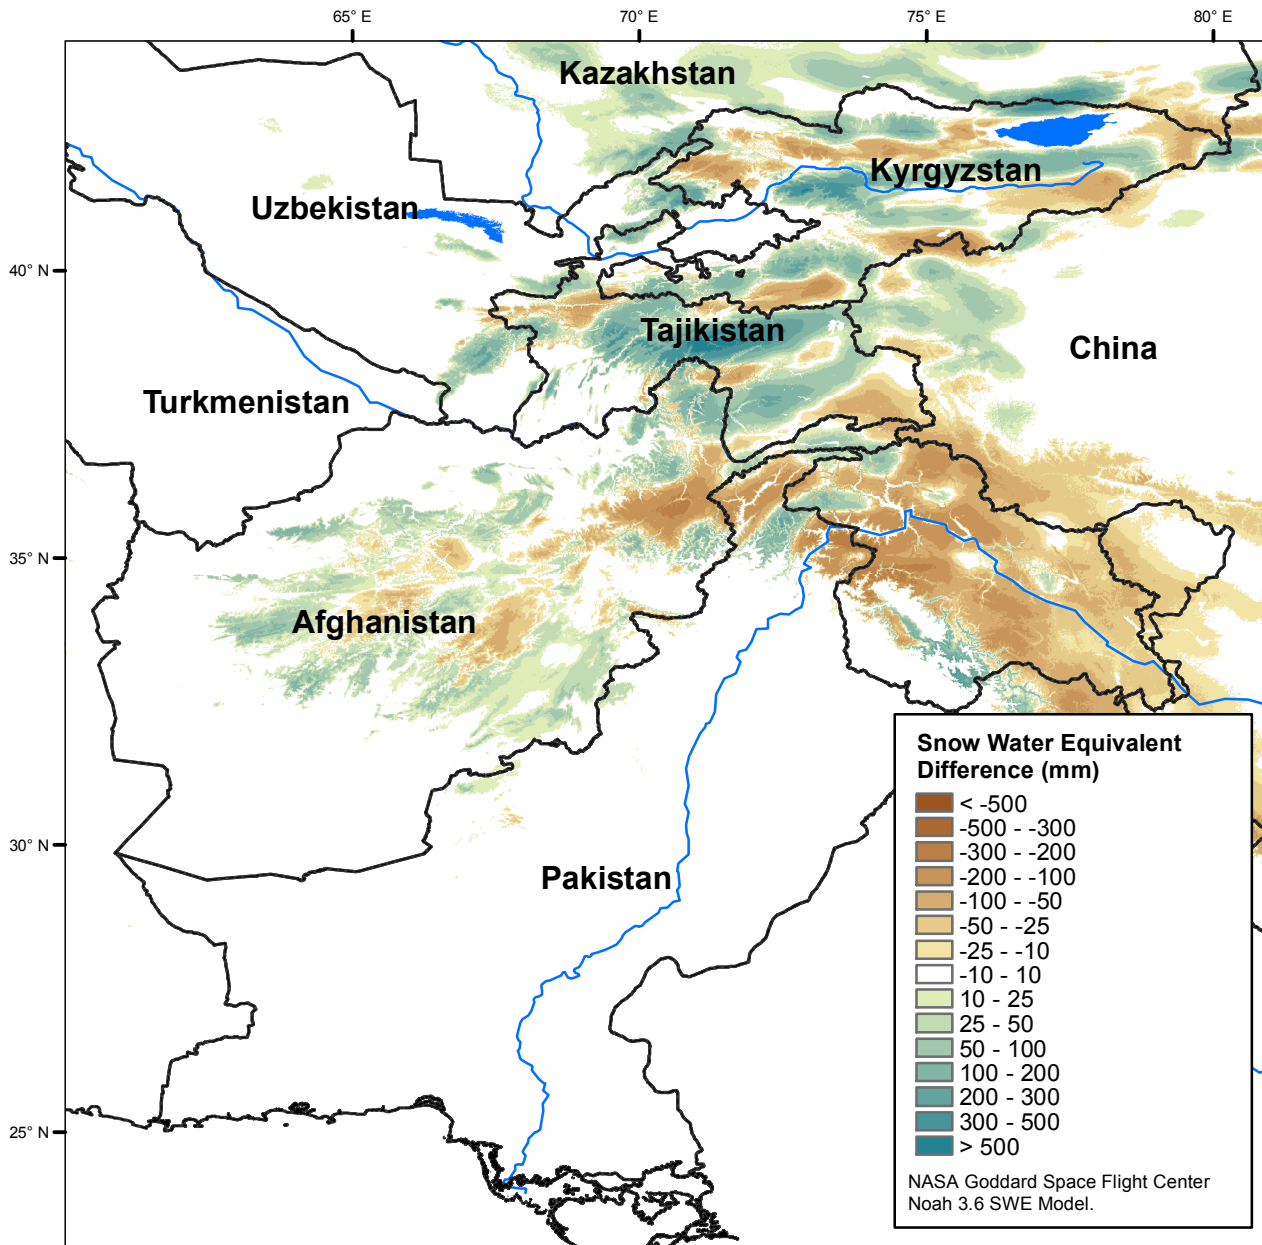 65° E
70° E
75° E
80° E
Kazakhstan
Kyrgyzstan
Uzbekistan
40° N
Tajikistan
China
Turkmenistan
35° N
Afghanistan
Snow Water Equivalent
Difference (mm)
< -500
-500 - -300
-300 - -200
-200 - -100
-100 - -50
-50 - -25
-25 - -10
-10 - 10
10 - 25
25 - 50
50 - 100
100 - 200
200 - 300
300 - 500
> 500
NASA Goddard Space Flight Center
Noah 3.6 SWE Model.
30° N
Pakistan
25° N